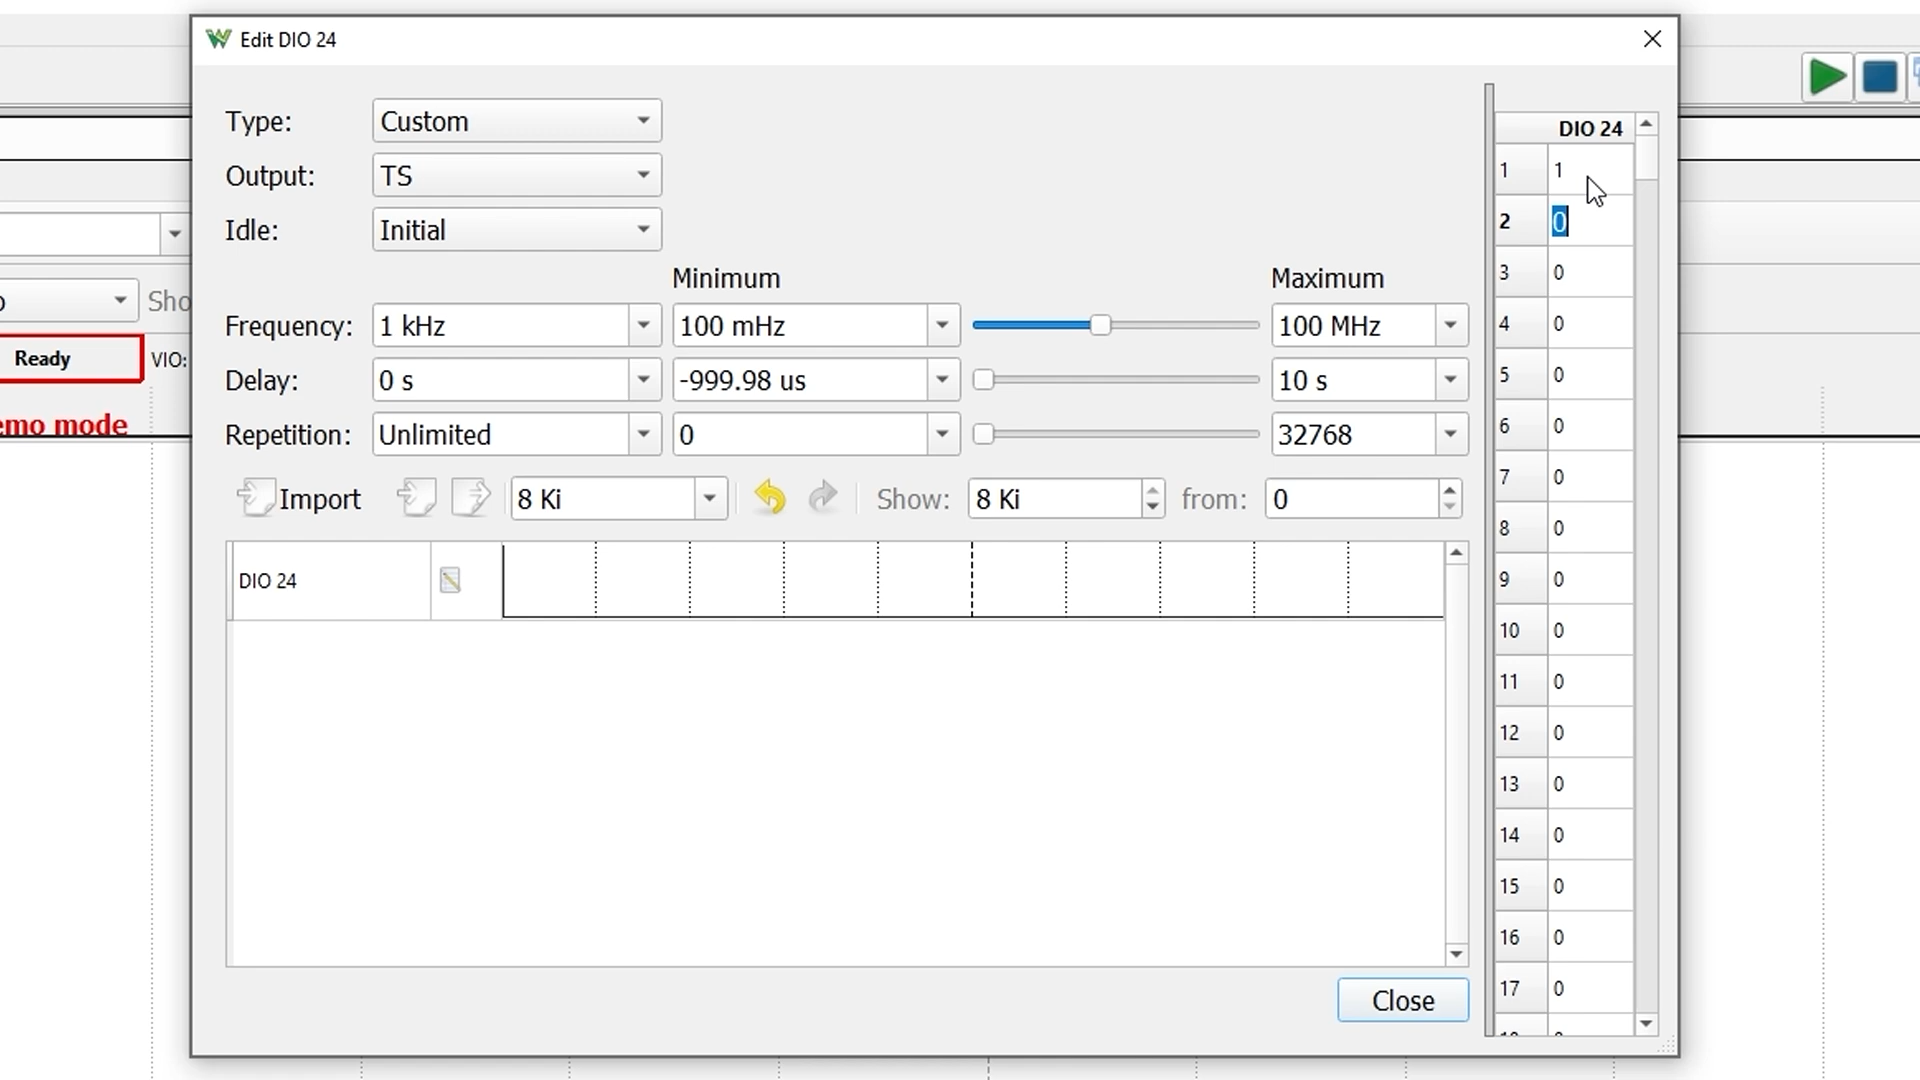 Edit DIO 24
Type: Custom
Output: TS
Idle: Initial
Minimum Maximum
Frequency: 1 kHz 100 mHz 100 MHz
Delay: 0 s -999.98 us 10 s
Repetition: Unlimited 0 32768
Import 8 Ki Show: 8 Ki from: 0
DIO 24
Close
DIO 24
1 1
2 0
3 0
4 0
5 0
6 0
7 0
8 0
9 0
10 0
11 0
12 0
13 0
14 0
15 0
16 0
17 0
Sho
Ready VIO:
emo mode